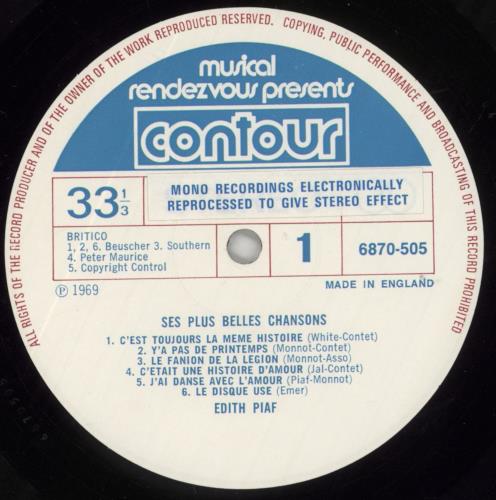 ALL RIGHTS OF THE RECORD PRODUCER AND OF THE OWNER OF THE WORK REPRODUCED RESERVED. COPYING, PUBLIC PERFORMANCE AND BROADCASTING OF THIS RECORD PROHIBITED
musical
rendezvous presents
contour
33 1/3
MONO RECORDINGS ELECTRONICALLY
REPROCESSED TO GIVE STEREO EFFECT
BRITICO
1, 2, 6. Beuscher 3. Southern
4. Peter Maurice
5. Copyright Control
1
6870-505
Ⓟ 1969
MADE IN ENGLAND
SES PLUS BELLES CHANSONS
1. C'EST TOUJOURS LA MEME HISTOIRE (White-Contet)
2. Y'A PAS DE PRINTEMPS (Monnot-Contet)
3. LE FANION DE LA LEGION (Monnot-Asso)
4. C'ETAIT UNE HISTOIRE D'AMOUR (Jal-Contet)
5. J'AI DANSE AVEC L'AMOUR (Piaf-Monnot)
6. LE DISQUE USE (Emer)
EDITH PIAF